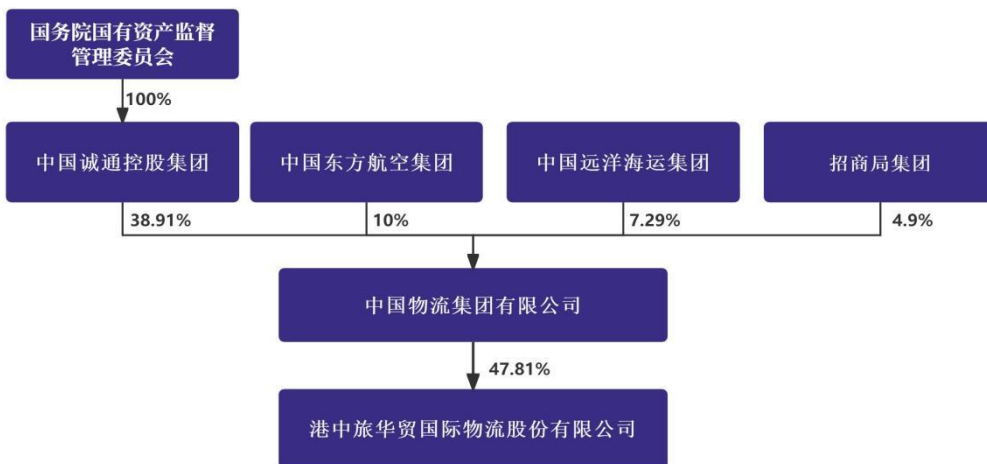 国务院国有资产监督
管理委员会
100%
中国诚通控股集团
中国东方航空集团
中国远洋海运集团
招商局集团
38.91%
10%
7.29%
4.9%
中国物流集团有限公司
47.81%
港中旅华贸国际物流股份有限公司